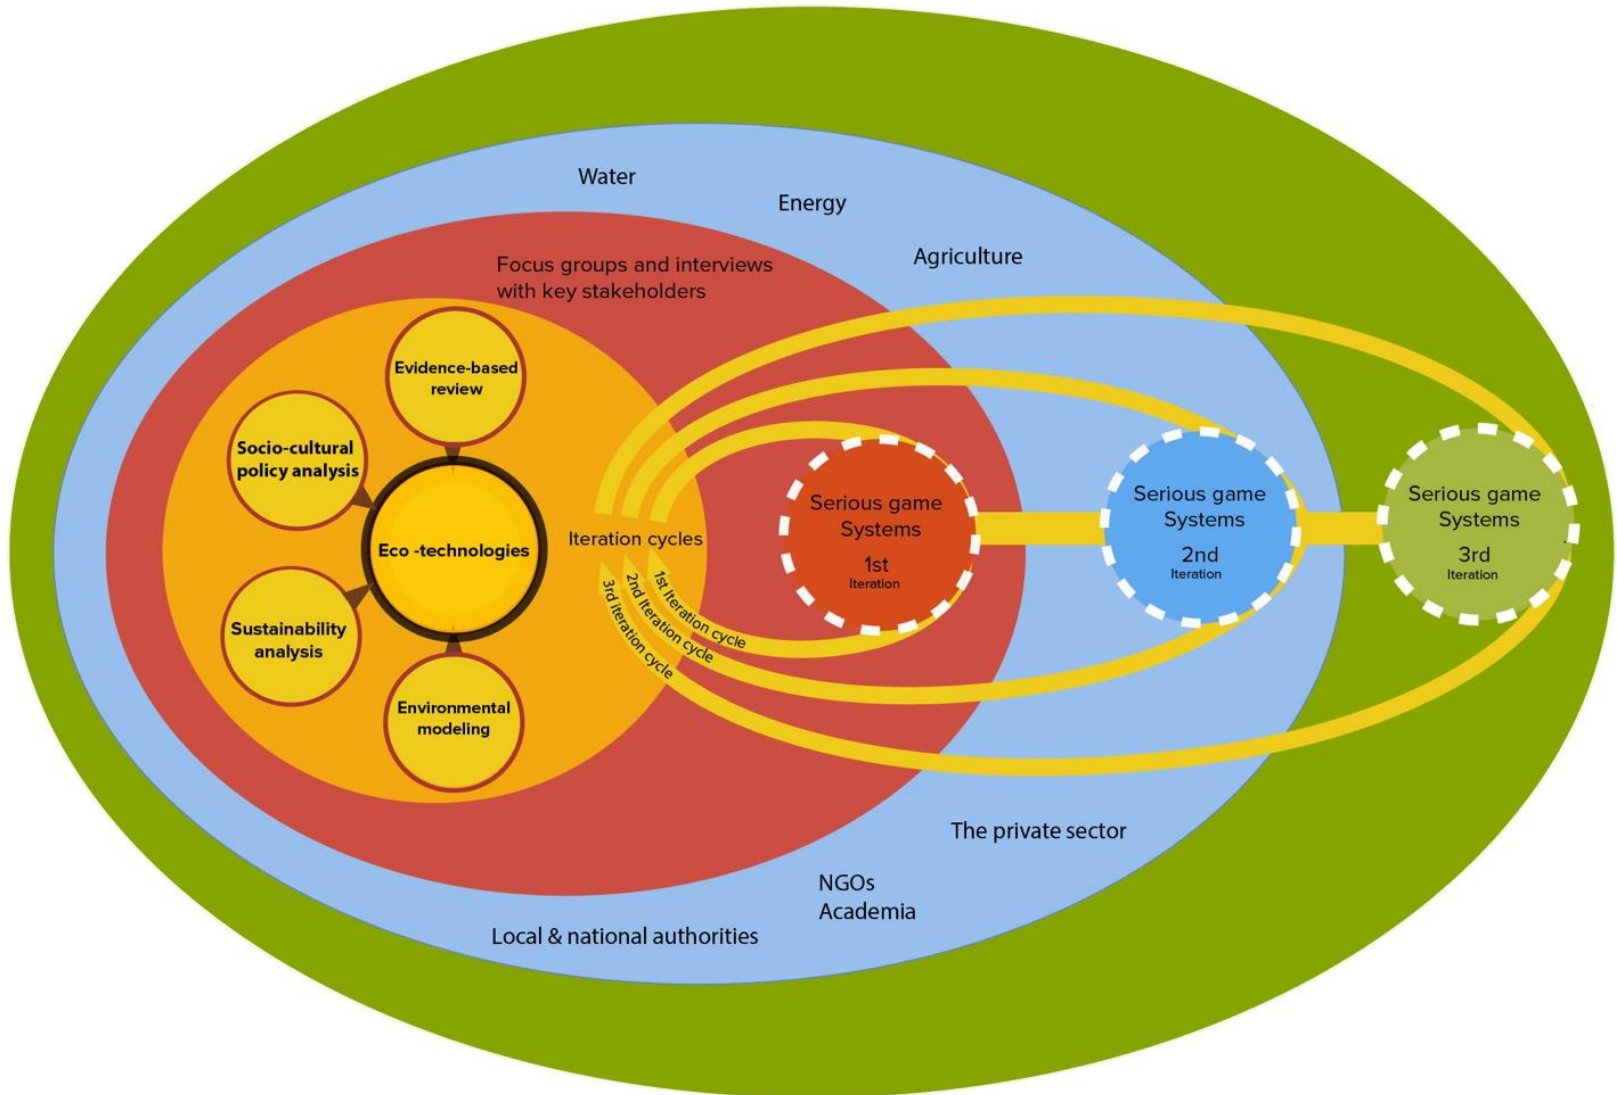 Water
Energy
Agriculture
Focus groups and interviews
with key stakeholders
Evidence-based
review
Socio-cultural
policy analysis
Eco -technologies
Sustainability
analysis
Environmental
modeling
Iteration cycles
1st Iteration cycle
2nd Iteration cycle
3rd iteration cycle
Serious game
Systems
1st
Iteration
Serious game
Systems
2nd
Iteration
Serious game
Systems
3rd
Iteration
The private sector
NGOs
Academia
Local & national authorities